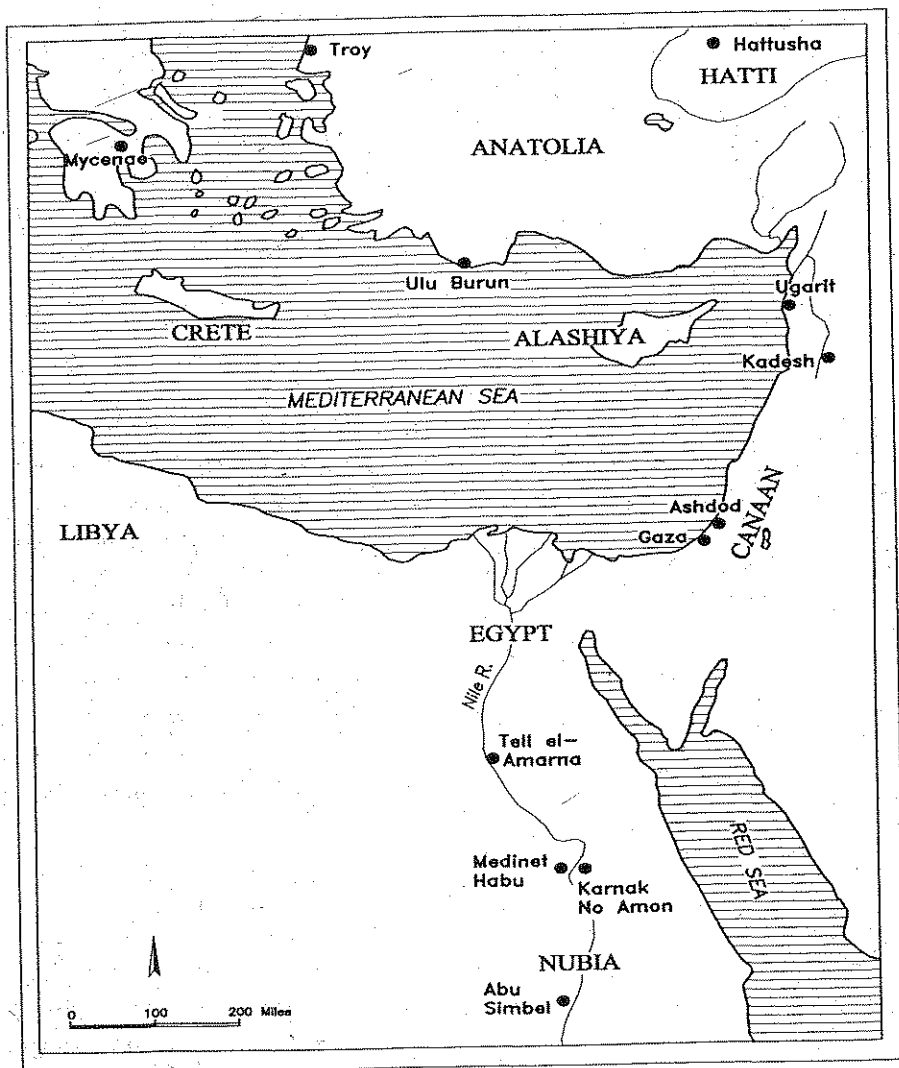 Troy
Hattusha
HATTI
Mycenae
ANATOLIA
Ulu Burun
Ugarit
CRETE
ALASHIYA
Kadesh
MEDITERRANEAN SEA
Ashdod
CANAAN
LIBYA
Gaza
EGYPT
Nile R.
Tell el-
Amarna
RED SEA
Medinet
Habu
Karnak
No Amon
NUBIA
Abu
Simbel
0 100 200 Miles